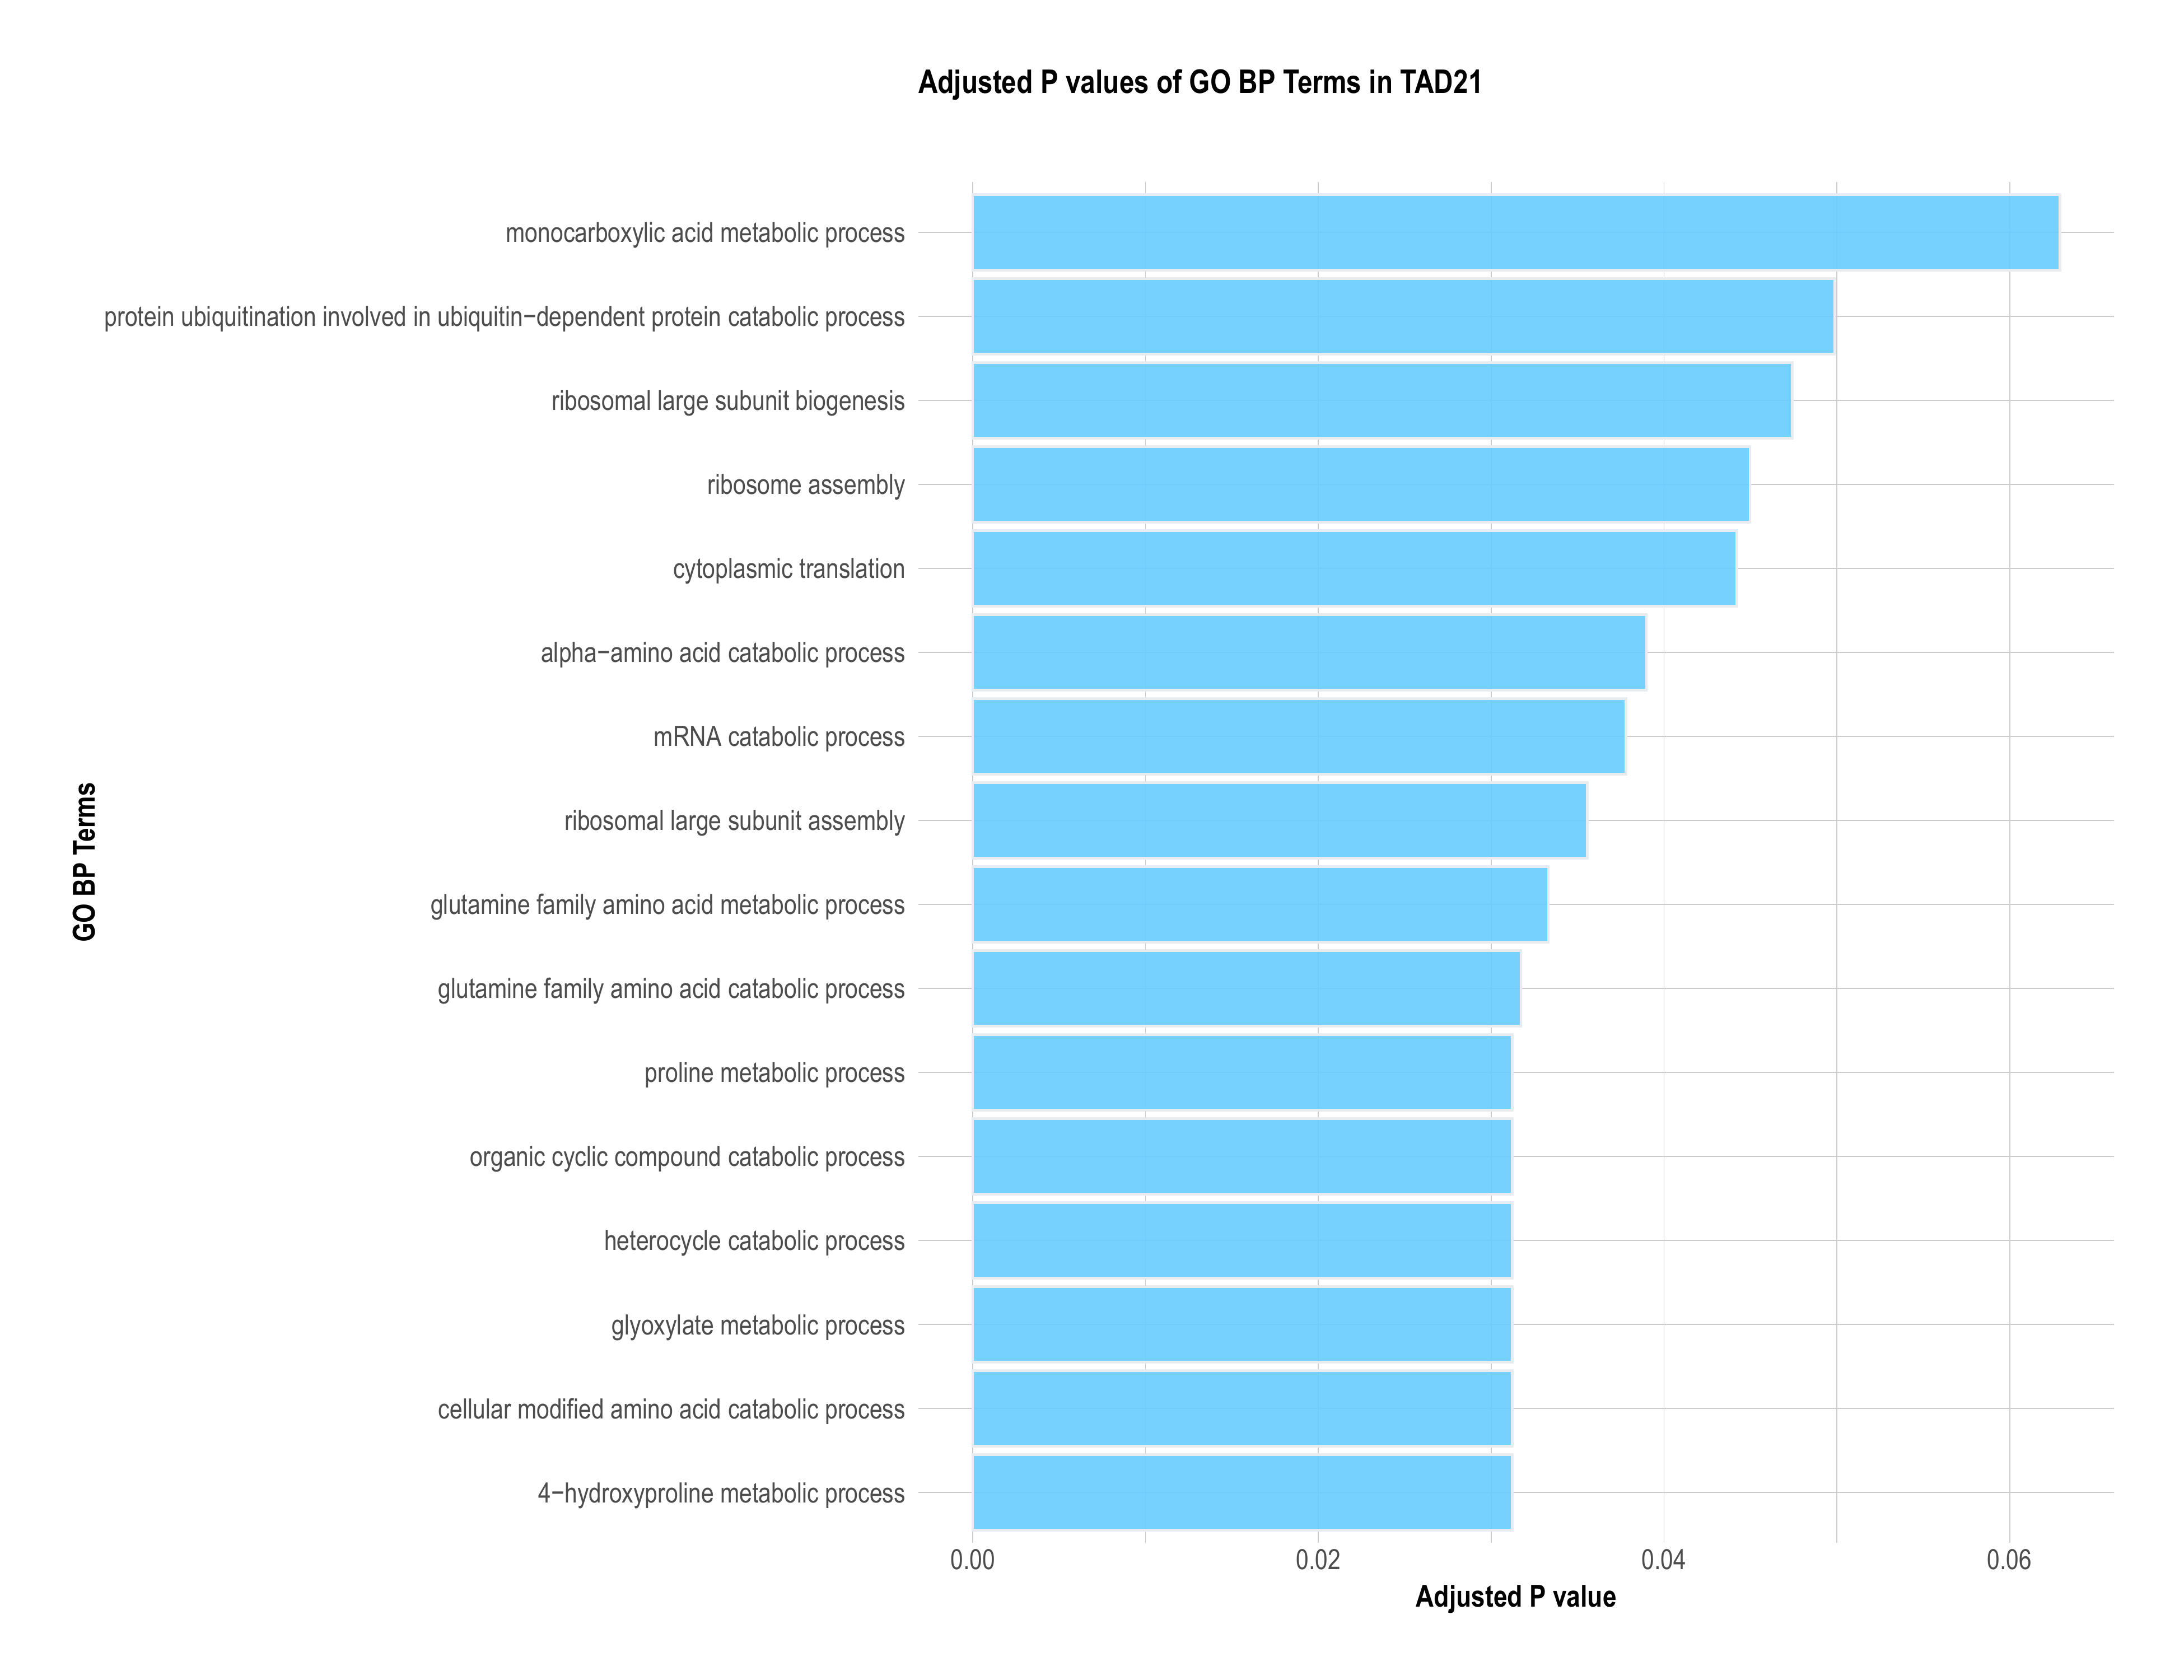 Adjusted P values of GO BP Terms in TAD21
monocarboxylic acid metabolic process
protein ubiquitination involved in ubiquitin−dependent protein catabolic process
ribosomal large subunit biogenesis
ribosome assembly
cytoplasmic translation
alpha−amino acid catabolic process
mRNA catabolic process
ribosomal large subunit assembly
glutamine family amino acid metabolic process
glutamine family amino acid catabolic process
proline metabolic process
organic cyclic compound catabolic process
heterocycle catabolic process
glyoxylate metabolic process
cellular modified amino acid catabolic process
4−hydroxyproline metabolic process
GO BP Terms
0.00 0.02 0.04 0.06
Adjusted P value